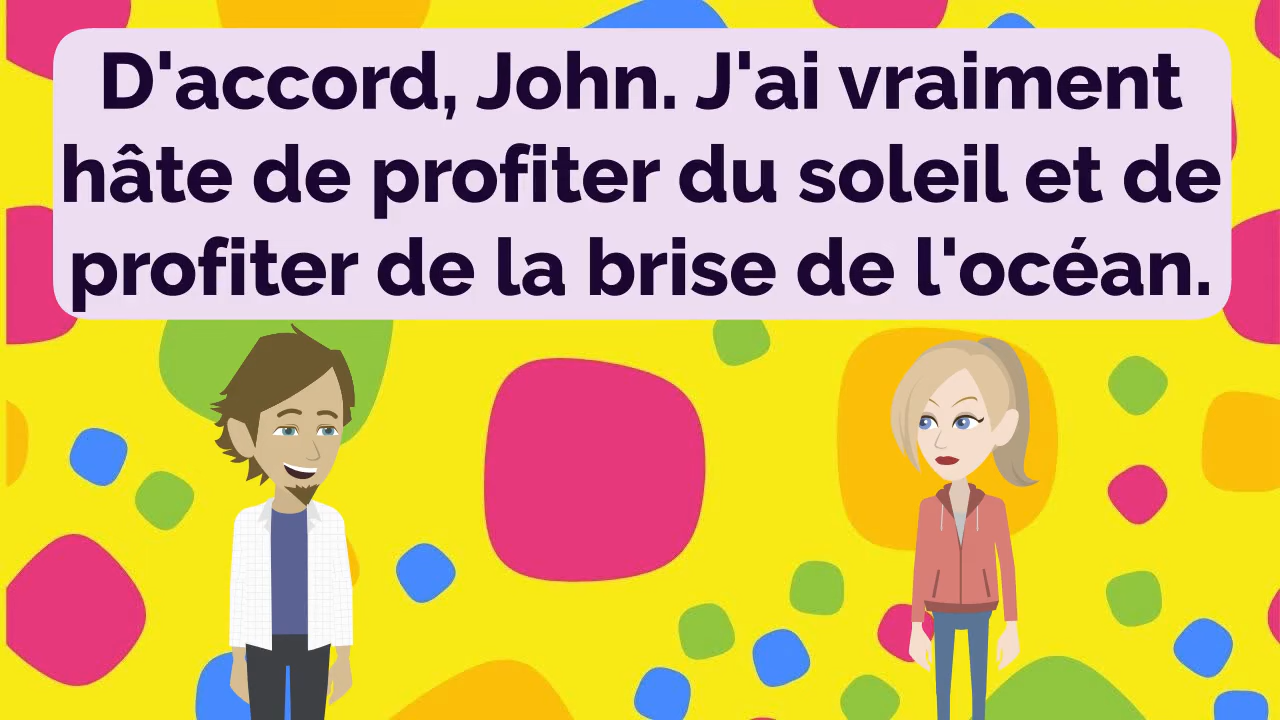 D'accord, John. J'ai vraiment
hâte de profiter du soleil et de
profiter de la brise de l'océan.